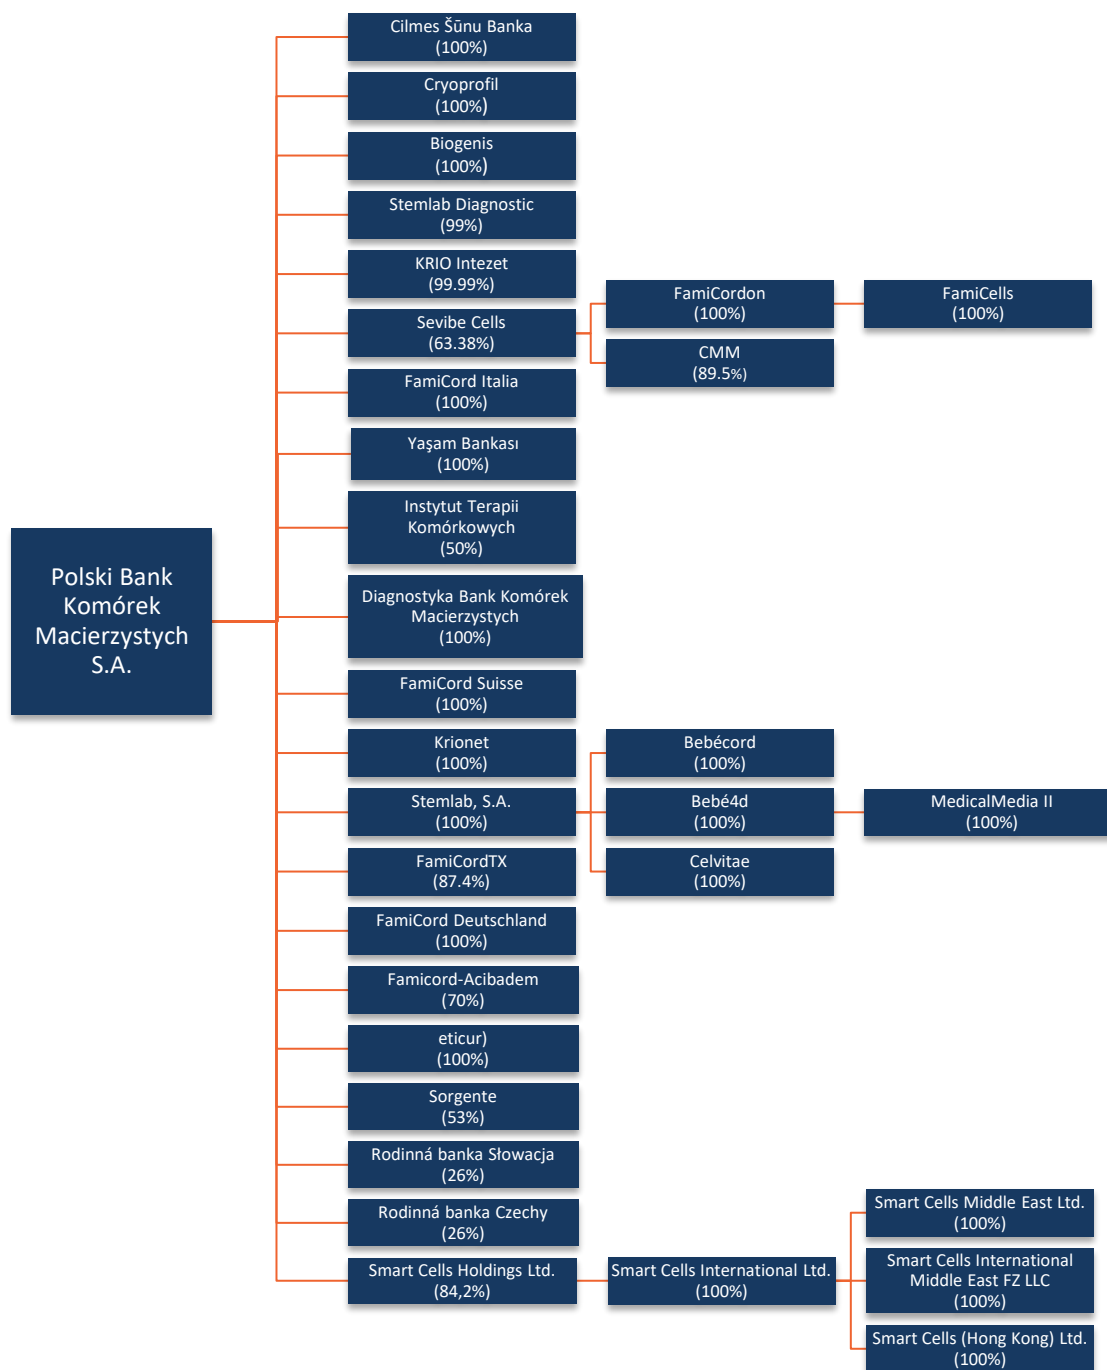 Cilmes Šūnu Banka
(100%)
Cryoprofil
(100%)
Biogenis
(100%)
Stemlab Diagnostic
(99%)
KRIO Intezet
(99.99%)
FamiCordon
(100%)
FamiCells
(100%)
Sevibe Cells
(63.38%)
CMM
(89.5%)
FamiCord Italia
(100%)
Yaşam Bankası
(100%)
Instytut Terapii
Komórkowych
(50%)
Polski Bank
Komórek
Macierzystych
S.A.
Diagnostyka Bank Komórek
Macierzystych
(100%)
FamiCord Suisse
(100%)
Krionet
(100%)
Bebécord
(100%)
Stemlab, S.A.
(100%)
Bebé4d
(100%)
MedicalMedia II
(100%)
FamiCordTX
(87.4%)
Celvitae
(100%)
FamiCord Deutschland
(100%)
Famicord-Acibadem
(70%)
eticur)
(100%)
Sorgente
(53%)
Rodinná banka Słowacja
(26%)
Rodinná banka Czechy
(26%)
Smart Cells Holdings Ltd.
(84,2%)
Smart Cells International Ltd.
(100%)
Smart Cells Middle East Ltd.
(100%)
Smart Cells International
Middle East FZ LLC
(100%)
Smart Cells (Hong Kong) Ltd.
(100%)